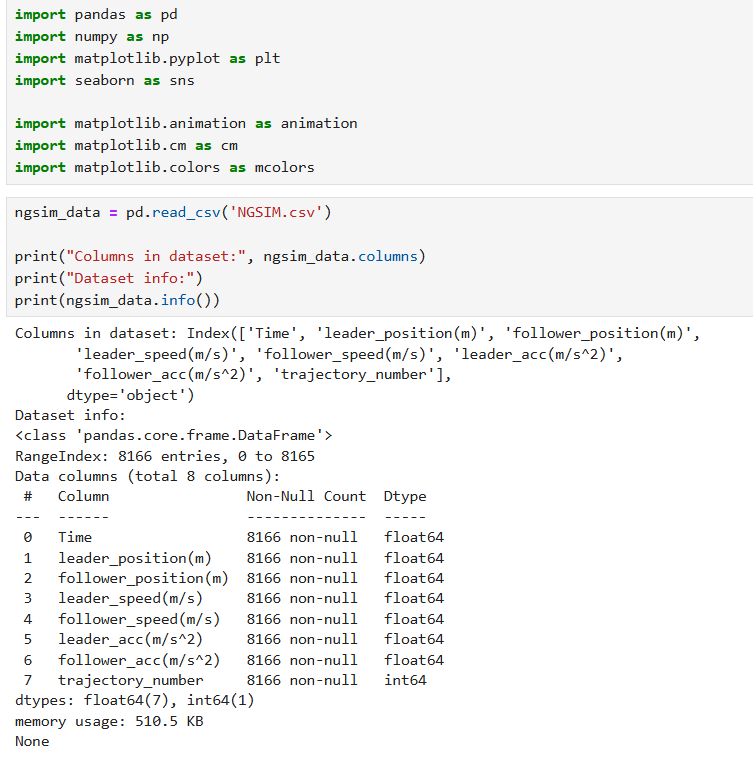 import pandas as pd
import numpy as np
import matplotlib.pyplot as plt
import seaborn as sns
import matplotlib.animation as animation
import matplotlib.cm as cm
import matplotlib.colors as mcolors
ngsim_data = pd.read_csv('NGSIM.csv')
print("Columns in dataset:", ngsim_data.columns)
print("Dataset info:")
print(ngsim_data.info())
Columns in dataset: Index(['Time', 'leader_position(m)', 'follower_position(m)',
       'leader_speed(m/s)', 'follower_speed(m/s)', 'leader_acc(m/s^2)',
       'follower_acc(m/s^2)', 'trajectory_number'],
      dtype='object')
Dataset info:
<class 'pandas.core.frame.DataFrame'>
RangeIndex: 8166 entries, 0 to 8165
Data columns (total 8 columns):
 #   Column                Non-Null Count  Dtype
---  ------                --------------  -----
 0   Time                  8166 non-null   float64
 1   leader_position(m)    8166 non-null   float64
 2   follower_position(m)  8166 non-null   float64
 3   leader_speed(m/s)     8166 non-null   float64
 4   follower_speed(m/s)   8166 non-null   float64
 5   leader_acc(m/s^2)     8166 non-null   float64
 6   follower_acc(m/s^2)   8166 non-null   float64
 7   trajectory_number     8166 non-null   int64
dtypes: float64(7), int64(1)
memory usage: 510.5 KB
None